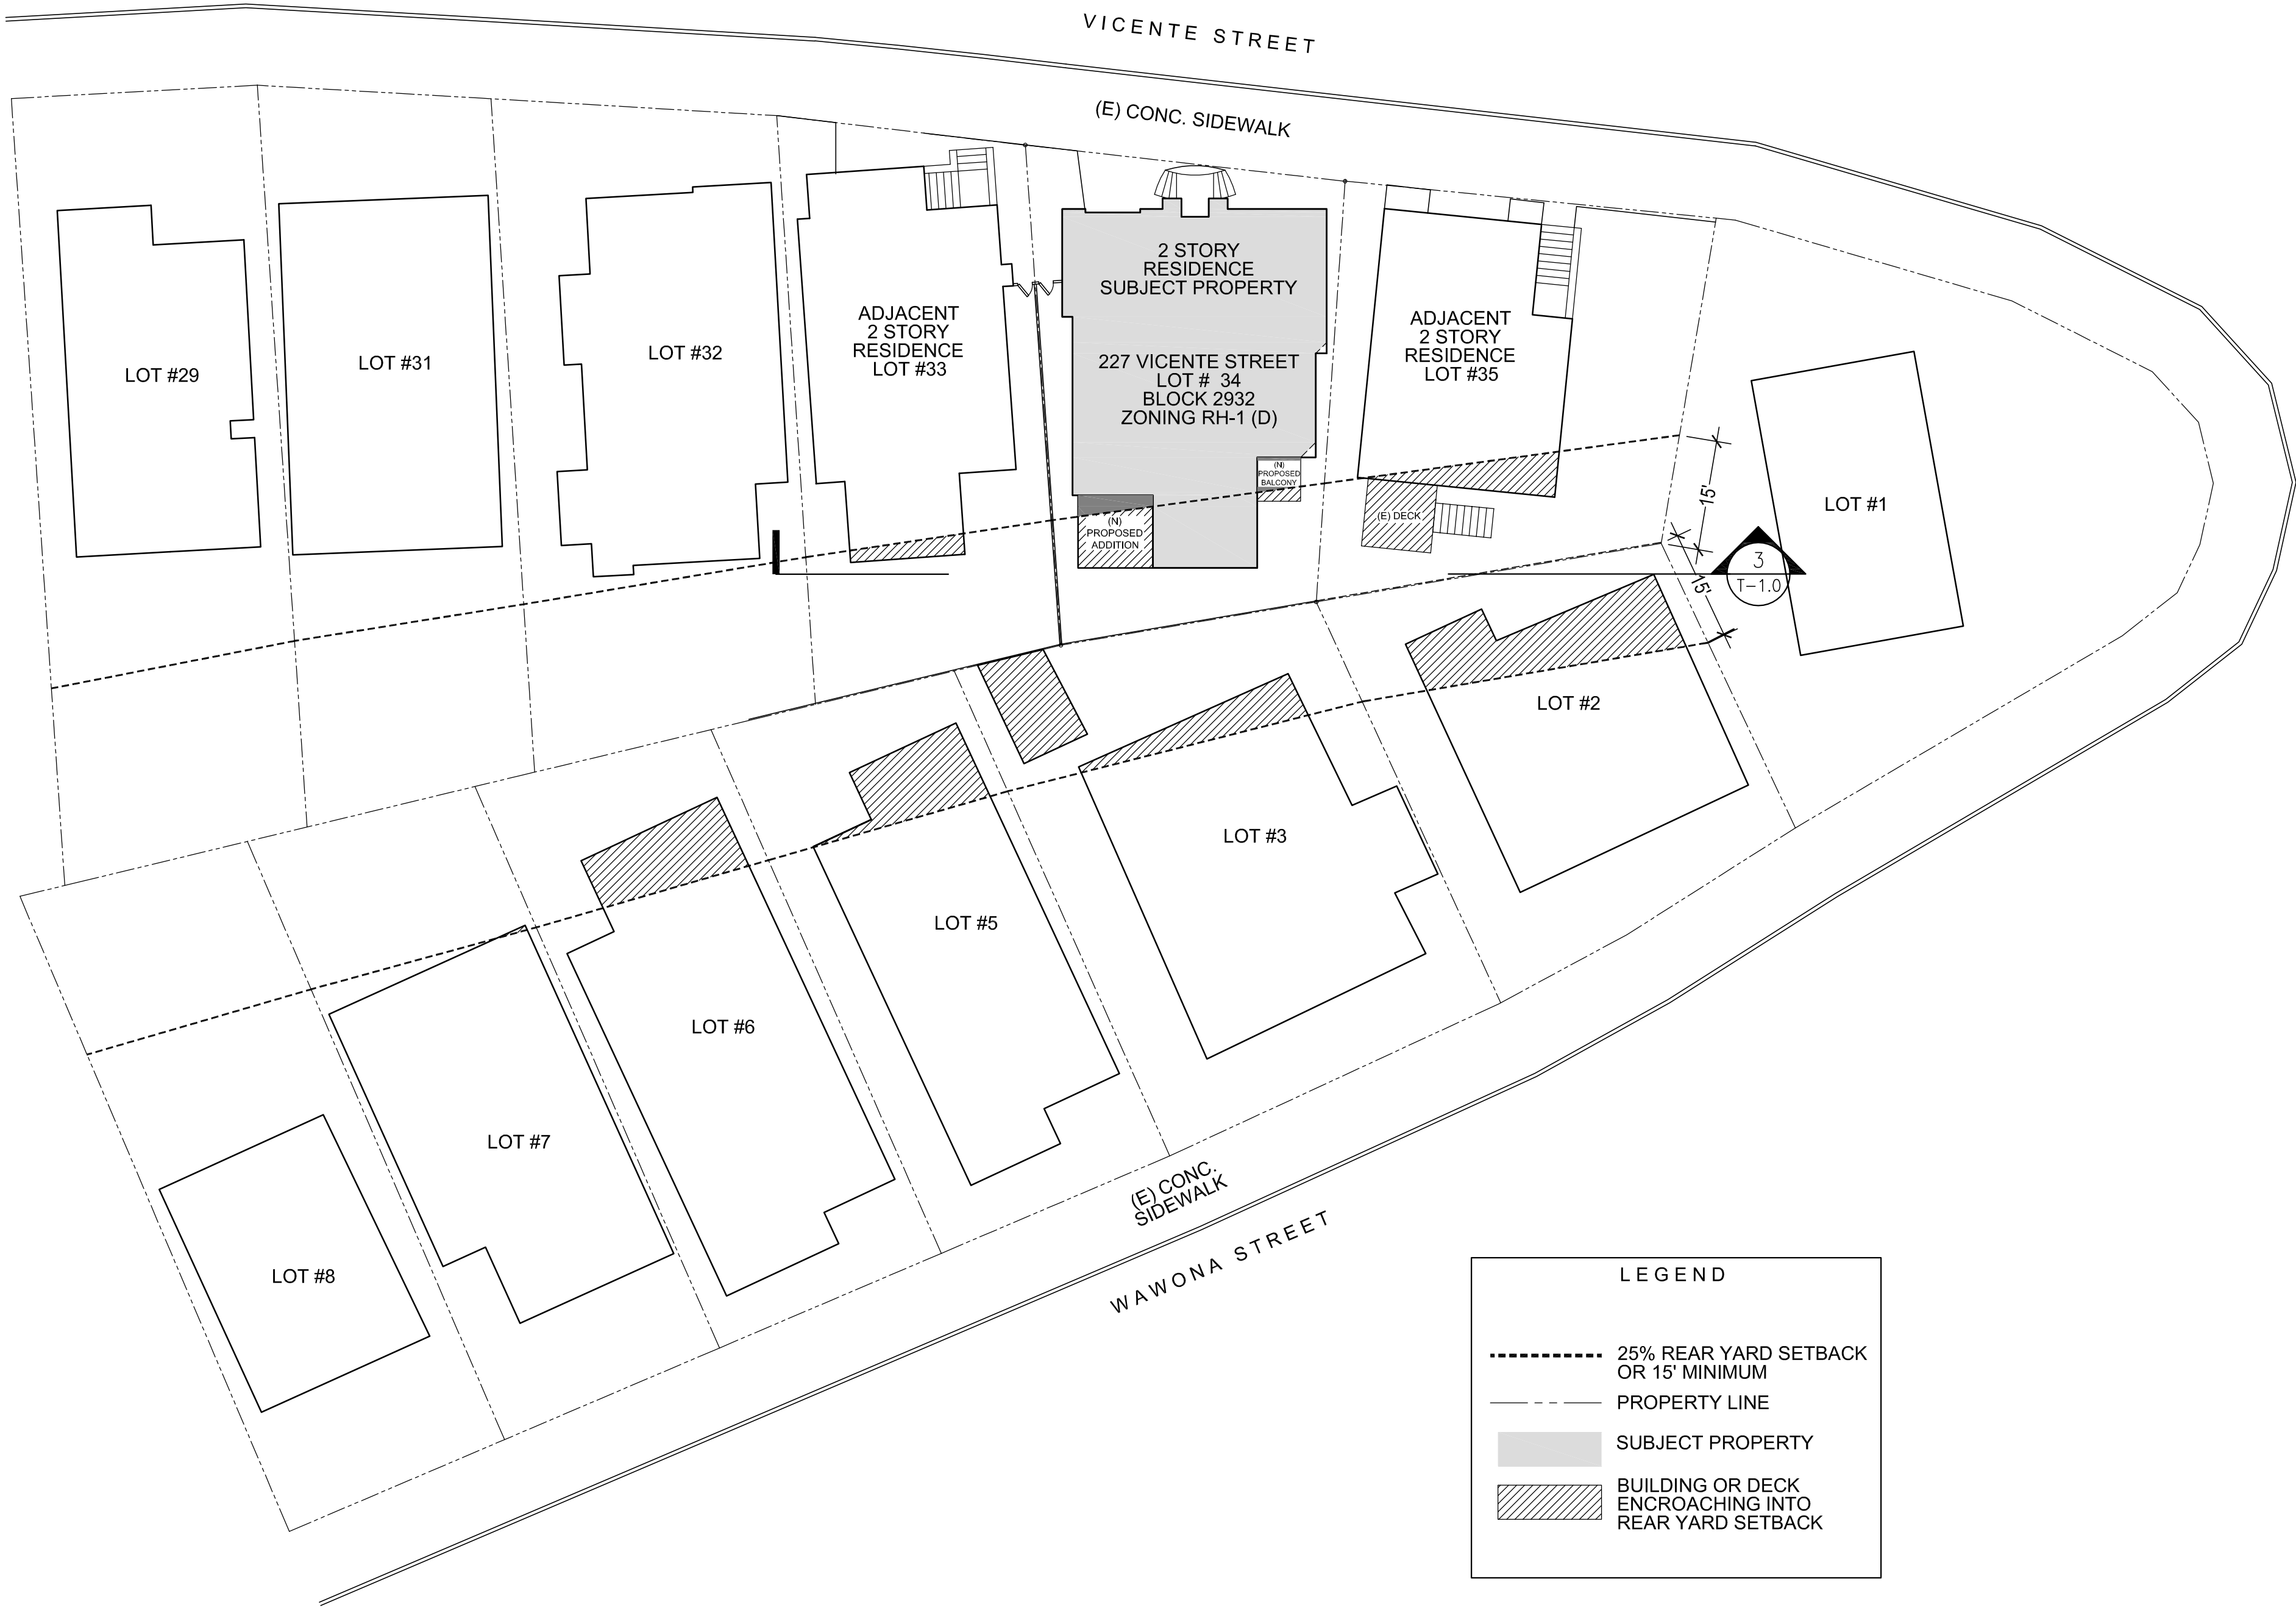 VICENTE STREET
(E) CONC. SIDEWALK
2 STORY
RESIDENCE
SUBJECT PROPERTY
227 VICENTE STREET
LOT # 34
BLOCK 2932
ZONING RH-1 (D)
(N)
PROPOSED
BALCONY
(N)
PROPOSED
ADDITION
ADJACENT
2 STORY
RESIDENCE
LOT #33
ADJACENT
2 STORY
RESIDENCE
LOT #35
(E) DECK
LOT #29
LOT #31
LOT #32
LOT #1
15'
15'
3
T-1.0
LOT #2
LOT #3
LOT #5
LOT #6
LOT #7
LOT #8
(E) CONC.
SIDEWALK
WAWONA STREET
LEGEND
25% REAR YARD SETBACK
OR 15' MINIMUM
PROPERTY LINE
SUBJECT PROPERTY
BUILDING OR DECK
ENCROACHING INTO
REAR YARD SETBACK